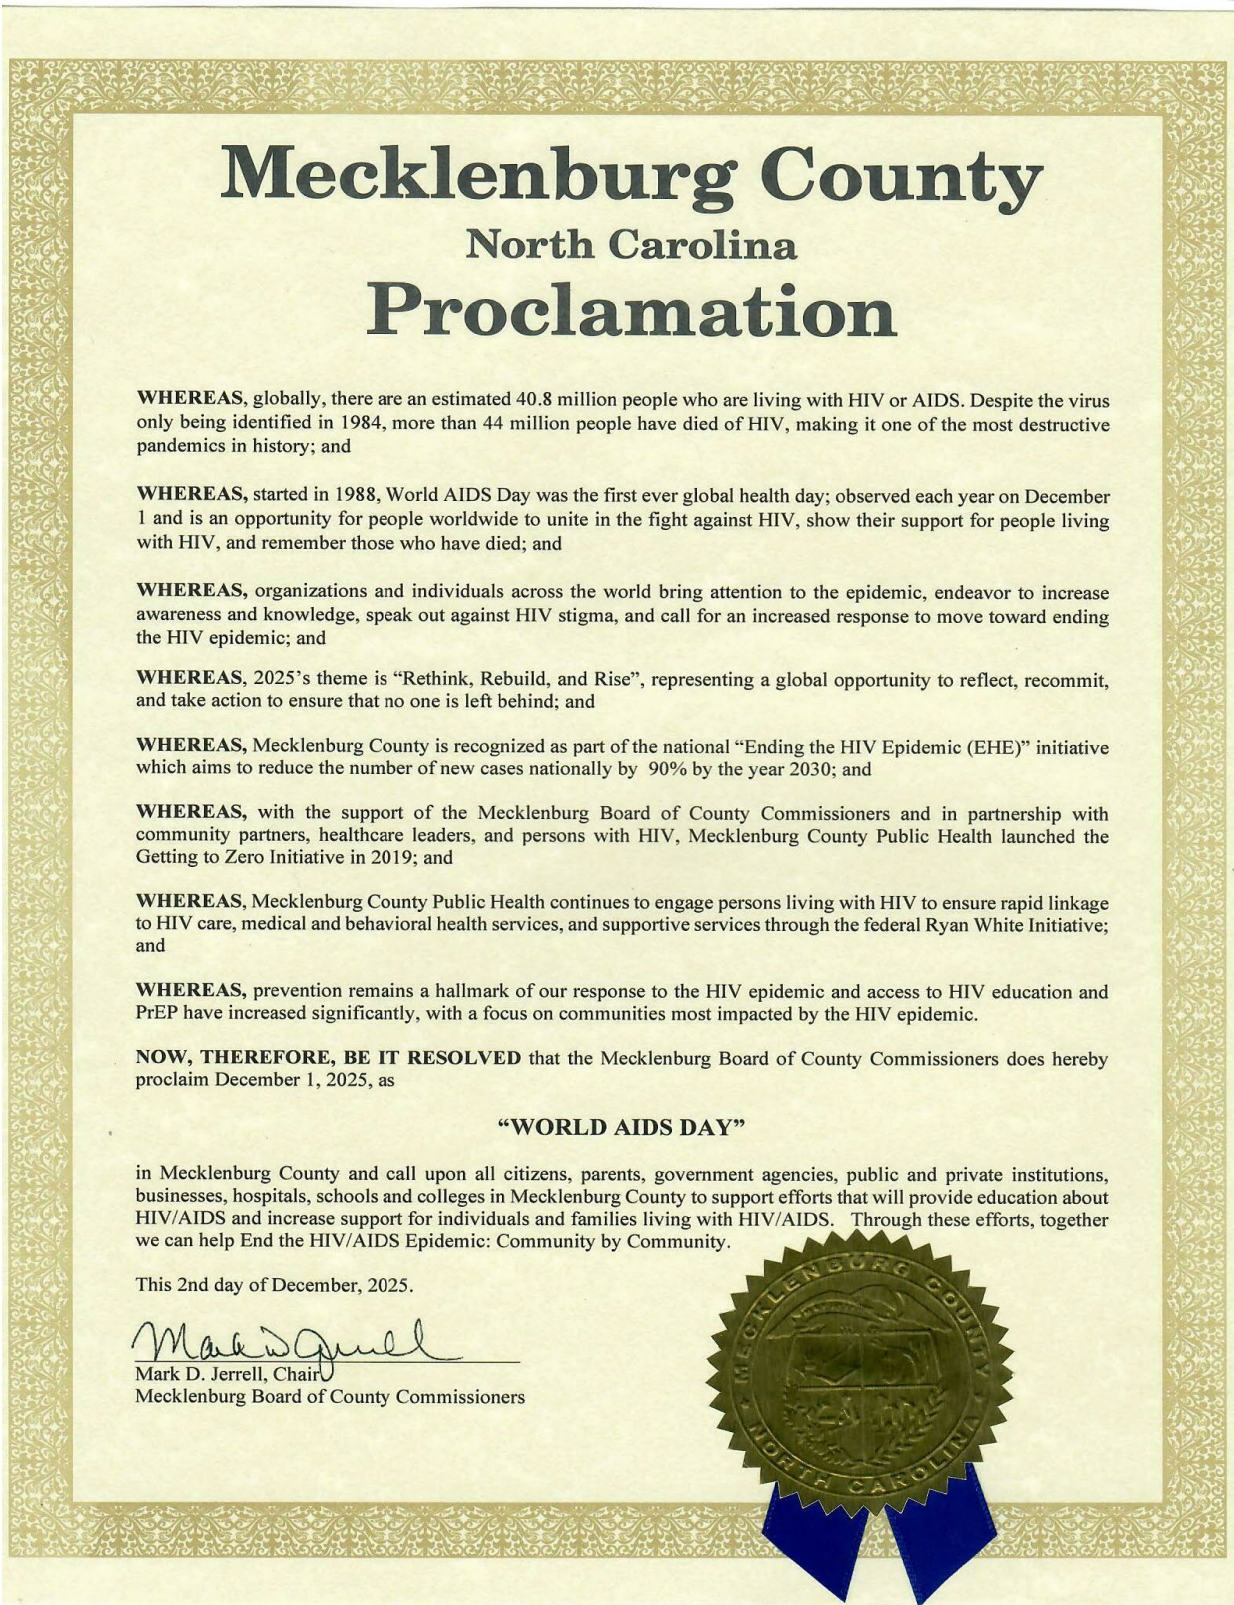 Mecklenburg County
North Carolina
Proclamation
WHEREAS, globally, there are an estimated 40.8 million people who are living with HIV or AIDS. Despite the virus
only being identified in 1984, more than 44 million people have died of HIV, making it one of the most destructive
pandemics in history; and
WHEREAS, started in 1988, World AIDS Day was the first ever global health day; observed each year on December
1 and is an opportunity for people worldwide to unite in the fight against HIV, show their support for people living
with HIV, and remember those who have died; and
WHEREAS, organizations and individuals across the world bring attention to the epidemic, endeavor to increase
awareness and knowledge, speak out against HIV stigma, and call for an increased response to move toward ending
the HIV epidemic; and
WHEREAS, 2025's theme is “Rethink, Rebuild, and Rise”, representing a global opportunity to reflect, recommit,
and take action to ensure that no one is left behind; and
WHEREAS, Mecklenburg County is recognized as part of the national “Ending the HIV Epidemic (EHE)” initiative
which aims to reduce the number of new cases nationally by 90% by the year 2030; and
WHEREAS, with the support of the Mecklenburg Board of County Commissioners and in partnership with
community partners, healthcare leaders, and persons with HIV, Mecklenburg County Public Health launched the
Getting to Zero Initiative in 2019; and
WHEREAS, Mecklenburg County Public Health continues to engage persons living with HIV to ensure rapid linkage
to HIV care, medical and behavioral health services, and supportive services through the federal Ryan White Initiative;
and
WHEREAS, prevention remains a hallmark of our response to the HIV epidemic and access to HIV education and
PrEP have increased significantly, with a focus on communities most impacted by the HIV epidemic.
NOW, THEREFORE, BE IT RESOLVED that the Mecklenburg Board of County Commissioners does hereby
proclaim December 1, 2025, as
“WORLD AIDS DAY”
in Mecklenburg County and call upon all citizens, parents, government agencies, public and private institutions,
businesses, hospitals, schools and colleges in Mecklenburg County to support efforts that will provide education about
HIV/AIDS and increase support for individuals and families living with HIV/AIDS. Through these efforts, together
we can help End the HIV/AIDS Epidemic: Community by Community.
This 2nd day of December, 2025.
Mark D Jerrell
Mark D. Jerrell, Chair
Mecklenburg Board of County Commissioners
MECKLENBURG COUNTY
NORTH CAROLINA